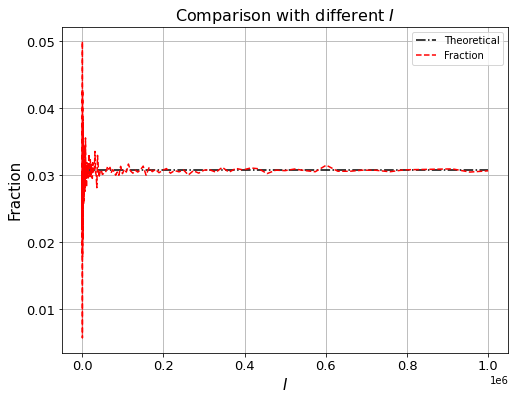 Comparison with different I
Theoretical
Fraction
0.05
0.04
0.03
0.02
0.01
Fraction
0.0 0.2 0.4 0.6 0.8 1.0
1e6
I